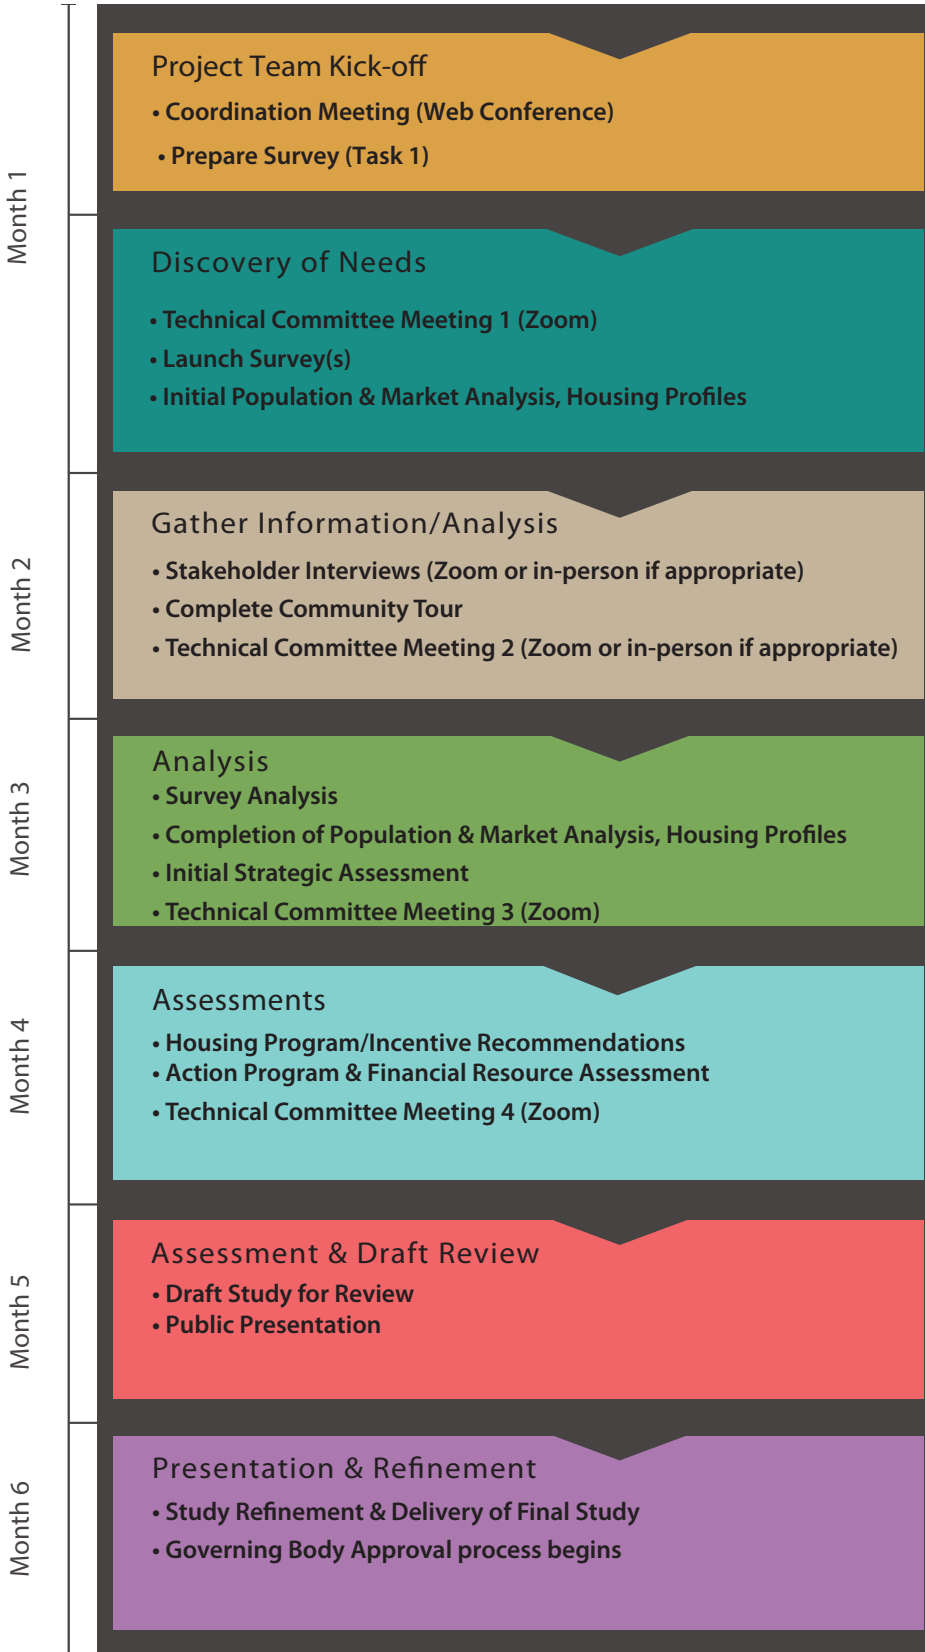 Month 1
Project Team Kick-off
• Coordination Meeting (Web Conference)
• Prepare Survey (Task 1)
Discovery of Needs
• Technical Committee Meeting 1 (Zoom)
• Launch Survey(s)
• Initial Population & Market Analysis, Housing Profiles
Month 2
Gather Information/Analysis
• Stakeholder Interviews (Zoom or in-person if appropriate)
• Complete Community Tour
• Technical Committee Meeting 2 (Zoom or in-person if appropriate)
Month 3
Analysis
• Survey Analysis
• Completion of Population & Market Analysis, Housing Profiles
• Initial Strategic Assessment
• Technical Committee Meeting 3 (Zoom)
Month 4
Assessments
• Housing Program/Incentive Recommendations
• Action Program & Financial Resource Assessment
• Technical Committee Meeting 4 (Zoom)
Month 5
Assessment & Draft Review
• Draft Study for Review
• Public Presentation
Month 6
Presentation & Refinement
• Study Refinement & Delivery of Final Study
• Governing Body Approval process begins